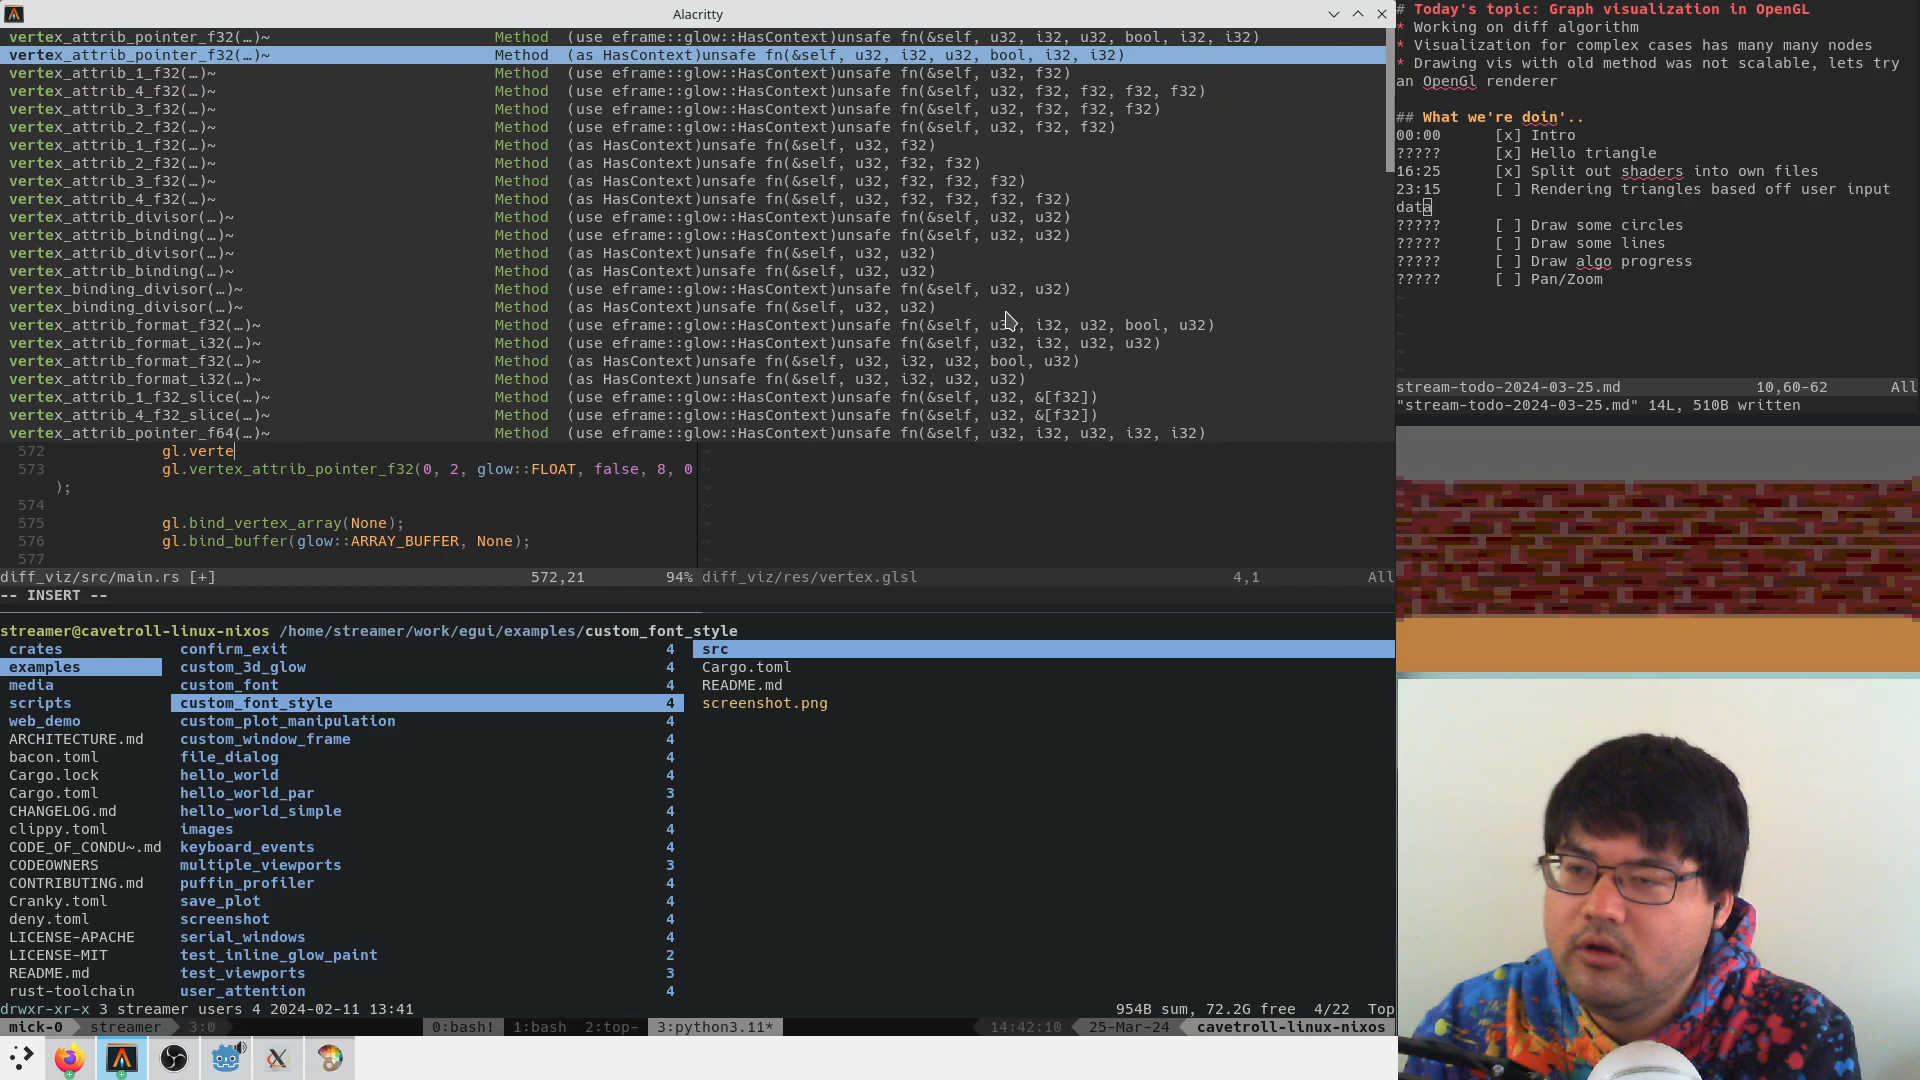 Alacritty
vertex_attrib_pointer_f32(…)~ Method (use eframe::glow::HasContext)unsafe fn(&self, u32, i32, u32, bool, i32, i32)
vertex_attrib_pointer_f32(…)~ Method (as HasContext)unsafe fn(&self, u32, i32, u32, bool, i32, i32)
vertex_attrib_1_f32(…)~ Method (use eframe::glow::HasContext)unsafe fn(&self, u32, f32)
vertex_attrib_4_f32(…)~ Method (use eframe::glow::HasContext)unsafe fn(&self, u32, f32, f32, f32, f32)
vertex_attrib_3_f32(…)~ Method (use eframe::glow::HasContext)unsafe fn(&self, u32, f32, f32, f32)
vertex_attrib_2_f32(…)~ Method (use eframe::glow::HasContext)unsafe fn(&self, u32, f32, f32)
vertex_attrib_1_f32(…)~ Method (as HasContext)unsafe fn(&self, u32, f32)
vertex_attrib_2_f32(…)~ Method (as HasContext)unsafe fn(&self, u32, f32, f32)
vertex_attrib_3_f32(…)~ Method (as HasContext)unsafe fn(&self, u32, f32, f32, f32)
vertex_attrib_4_f32(…)~ Method (as HasContext)unsafe fn(&self, u32, f32, f32, f32, f32)
vertex_attrib_divisor(…)~ Method (use eframe::glow::HasContext)unsafe fn(&self, u32, u32)
vertex_attrib_binding(…)~ Method (use eframe::glow::HasContext)unsafe fn(&self, u32, u32)
vertex_attrib_divisor(…)~ Method (as HasContext)unsafe fn(&self, u32, u32)
vertex_attrib_binding(…)~ Method (as HasContext)unsafe fn(&self, u32, u32)
vertex_binding_divisor(…)~ Method (use eframe::glow::HasContext)unsafe fn(&self, u32, u32)
vertex_binding_divisor(…)~ Method (as HasContext)unsafe fn(&self, u32, u32)
vertex_attrib_format_f32(…)~ Method (use eframe::glow::HasContext)unsafe fn(&self, u32, i32, u32, bool, u32)
vertex_attrib_format_i32(…)~ Method (use eframe::glow::HasContext)unsafe fn(&self, u32, i32, u32, u32)
vertex_attrib_format_f32(…)~ Method (as HasContext)unsafe fn(&self, u32, i32, u32, bool, u32)
vertex_attrib_format_i32(…)~ Method (as HasContext)unsafe fn(&self, u32, i32, u32, u32)
vertex_attrib_1_f32_slice(…)~ Method (use eframe::glow::HasContext)unsafe fn(&self, u32, &[f32])
vertex_attrib_4_f32_slice(…)~ Method (use eframe::glow::HasContext)unsafe fn(&self, u32, &[f32])
vertex_attrib_pointer_f64(…)~ Method (use eframe::glow::HasContext)unsafe fn(&self, u32, i32, u32, i32, i32)
572 gl.verte
573 gl.vertex_attrib_pointer_f32(0, 2, glow::FLOAT, false, 8, 0
);
574
575 gl.bind_vertex_array(None);
576 gl.bind_buffer(glow::ARRAY_BUFFER, None);
577
diff_viz/src/main.rs [+] 572,21 94% diff_viz/res/vertex.glsl 4,1 All
-- INSERT --
streamer@cavetroll-linux-nixos /home/streamer/work/egui/examples/custom_font_style
crates confirm_exit 4 src
examples custom_3d_glow 4 Cargo.toml
media custom_font 4 README.md
scripts custom_font_style 4 screenshot.png
web_demo custom_plot_manipulation 4
ARCHITECTURE.md custom_window_frame 4
bacon.toml file_dialog 4
Cargo.lock hello_world 4
Cargo.toml hello_world_par 3
CHANGELOG.md hello_world_simple 4
clippy.toml images 4
CODE_OF_CONDU~.md keyboard_events 4
CODEOWNERS multiple_viewports 3
CONTRIBUTING.md puffin_profiler 4
Cranky.toml save_plot 4
deny.toml screenshot 4
LICENSE-APACHE serial_windows 4
LICENSE-MIT test_inline_glow_paint 2
README.md test_viewports 3
rust-toolchain user_attention 4
drwxr-xr-x 3 streamer users 4 2024-02-11 13:41 954B sum, 72.2G free 4/22 Top
mick-0 streamer 3:0 0:bash! 1:bash 2:top- 3:python3.11* 14:42:10 25-Mar-24 cavetroll-linux-nixos
# Today's topic: Graph visualization in OpenGL
* Working on diff algorithm
* Visualization for complex cases has many many nodes
* Drawing vis with old method was not scalable, lets try
an OpenGl renderer
## What we're doin'..
00:00 [x] Intro
????? [x] Hello triangle
16:25 [x] Split out shaders into own files
23:15 [ ] Rendering triangles based off user input
data
????? [ ] Draw some circles
????? [ ] Draw some lines
????? [ ] Draw algo progress
????? [ ] Pan/Zoom
stream-todo-2024-03-25.md 10,60-62 All
"stream-todo-2024-03-25.md" 14L, 510B written